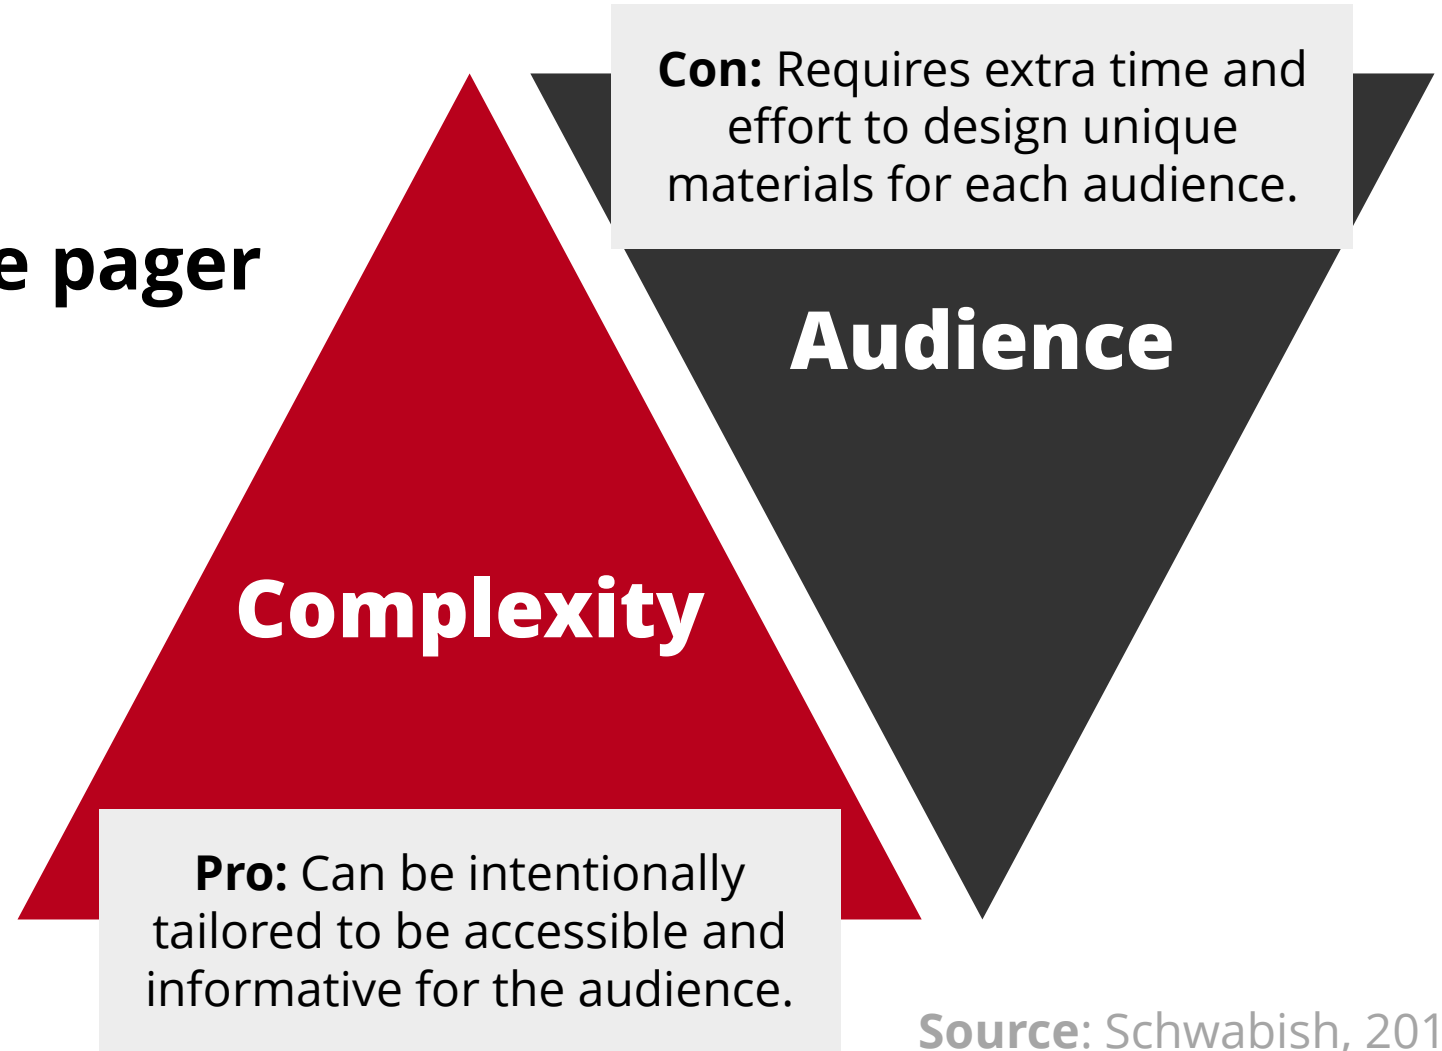 Con: Requires extra time and
effort to design unique
materials for each audience.
e pager
Audience
Complexity
Pro: Can be intentionally
tailored to be accessible and
informative for the audience.
Source: Schwabish, 201